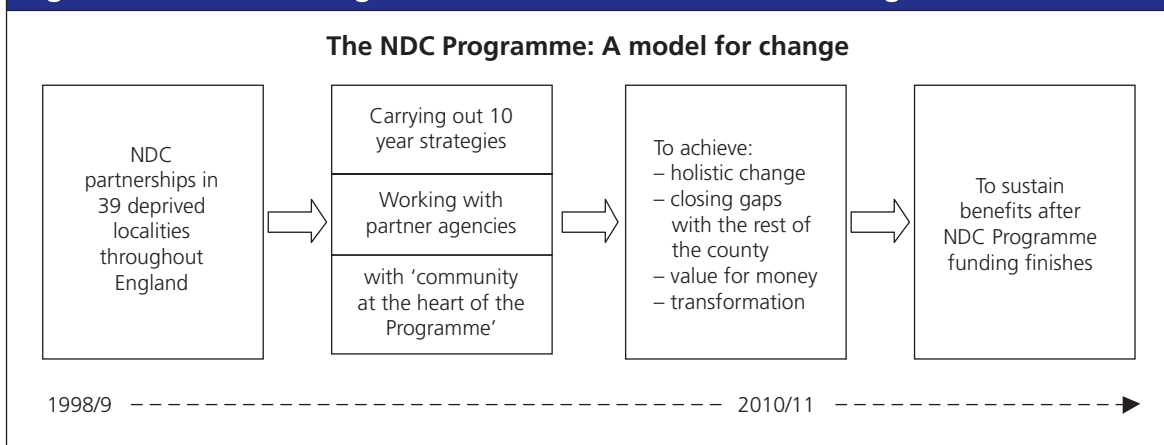 The NDC Programme: A model for change
NDC
partnerships in
39 deprived
localities
throughout
England
Carrying out 10
year strategies
Working with
partner agencies
with ‘community
at the heart of the
Programme’
To achieve:
– holistic change
– closing gaps
with the rest of
the county
– value for money
– transformation
To sustain
benefits after
NDC Programme
funding finishes
1998/9
2010/11